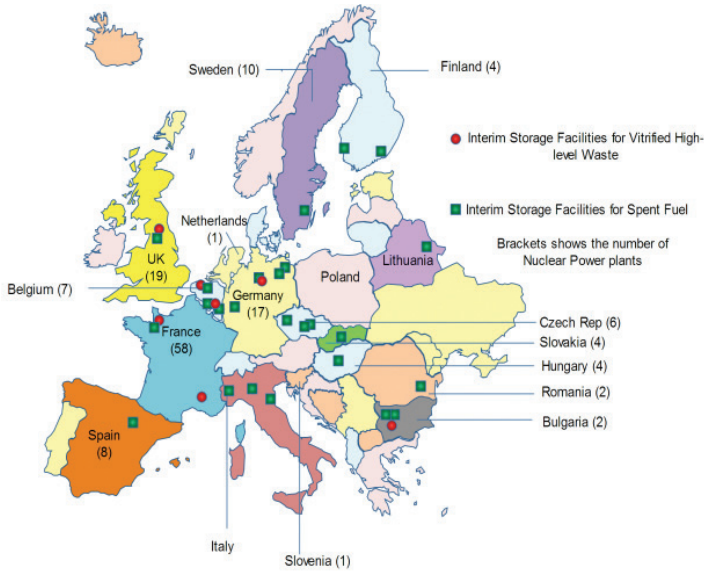 Sweden (10)
Finland (4)
Interim Storage Facilities for Vitrified High-
level Waste
Interim Storage Facilities for Spent Fuel
Brackets shows the number of
Nuclear Power plants
Netherlands
(1)
UK
(19)
Lithuania
Poland
Belgium (7)
Germany
(17)
France
(58)
Czech Rep (6)
Slovakia (4)
Hungary (4)
Romania (2)
Bulgaria (2)
Spain
(8)
Italy
Slovenia (1)